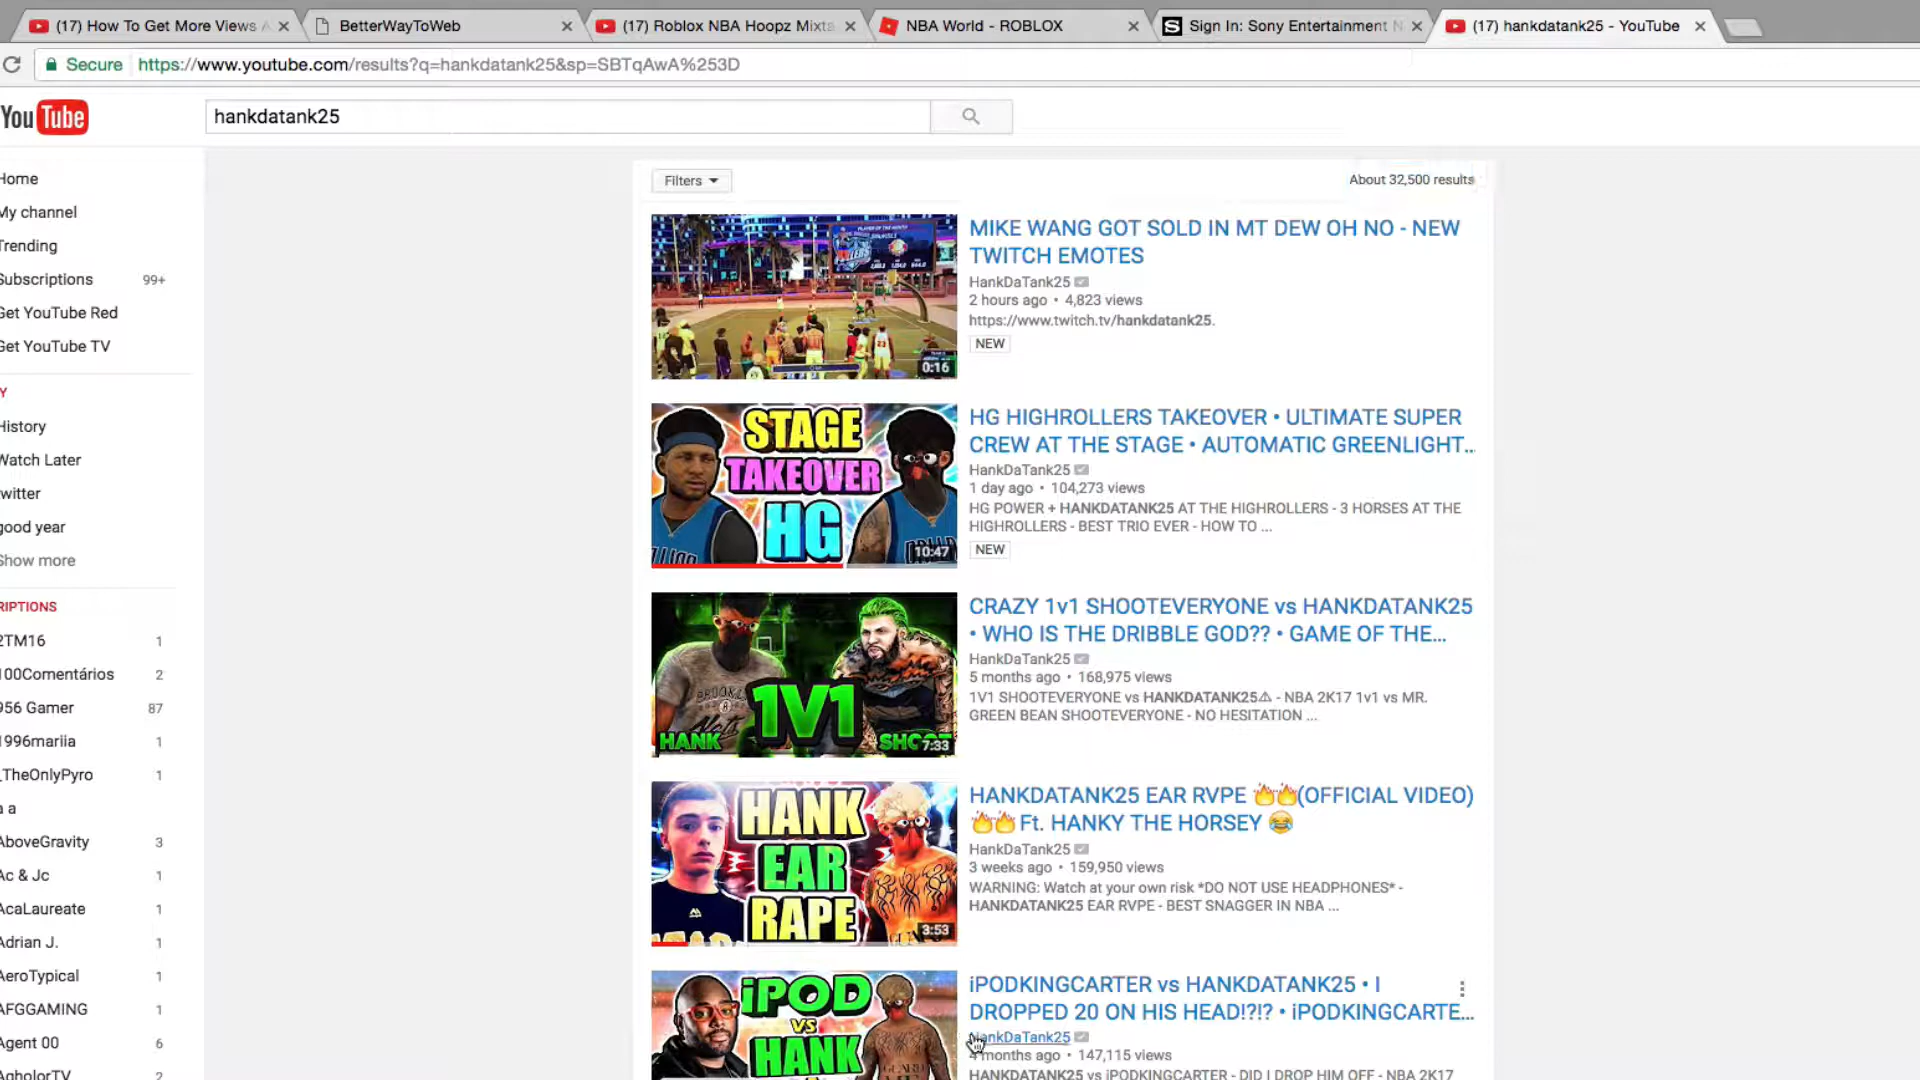 (17) How To Get More Views A
BetterWayToWeb
(17) Roblox NBA Hoopz Mixta
NBA World - ROBLOX
S
Sign In: Sony Entertainment N
(17) hankdatank25 - YouTube
Secure
https://www.youtube.com/results?q=hankdatank25&sp=SBTqAwA%253D
You Tube
hankdatank25
Home
My channel
Trending
Subscriptions 99+
Get YouTube Red
Get YouTube TV
Y
History
Watch Later
twitter
good year
Show more
RIPTIONS
2TM16 1
100Comentários 2
956 Gamer 87
1996mariia 1
_TheOnlyPyro 1
a a
AboveGravity 3
Ac & Jc 1
AcaLaureate 1
Adrian J. 1
AeroTypical 1
AFGGAMING 1
Agent 00 6
AgholorTV 2
Filters
About 32,500 results
0:16
MIKE WANG GOT SOLD IN MT DEW OH NO - NEW
TWITCH EMOTES
HankDaTank25
2 hours ago • 4,823 views
https://www.twitch.tv/hankdatank25.
NEW
STAGE
TAKEOVER
HG
10:47
HG HIGHROLLERS TAKEOVER • ULTIMATE SUPER
CREW AT THE STAGE • AUTOMATIC GREENLIGHT...
HankDaTank25
1 day ago • 104,273 views
HG POWER + HANKDATANK25 AT THE HIGHROLLERS - 3 HORSES AT THE
HIGHROLLERS - BEST TRIO EVER - HOW TO ...
NEW
1V1
HANK
7:33
CRAZY 1v1 SHOOTEVERYONE vs HANKDATANK25
• WHO IS THE DRIBBLE GOD?? • GAME OF THE...
HankDaTank25
5 months ago • 168,975 views
1V1 SHOOTEVERYONE vs HANKDATANK25⚠ - NBA 2K17 1v1 vs MR.
GREEN BEAN SHOOTEVERYONE - NO HESITATION ...
HANK
EAR
RAPE
3:53
HANKDATANK25 EAR RVPE 🔥🔥(OFFICIAL VIDEO)
🔥🔥 Ft. HANKY THE HORSEY 😂
HankDaTank25
3 weeks ago • 159,950 views
WARNING: Watch at your own risk *DO NOT USE HEADPHONES* -
HANKDATANK25 EAR RVPE - BEST SNAGGER IN NBA ...
iPOD
VS
HANK
iPODKINGCARTER vs HANKDATANK25 • I
DROPPED 20 ON HIS HEAD!?!? • iPODKINGCARTE...
HankDaTank25
4 months ago • 147,115 views
HANKDATANK25 vs iPODKINGCARTER - DID I DROP HIM OFF - NBA 2K17